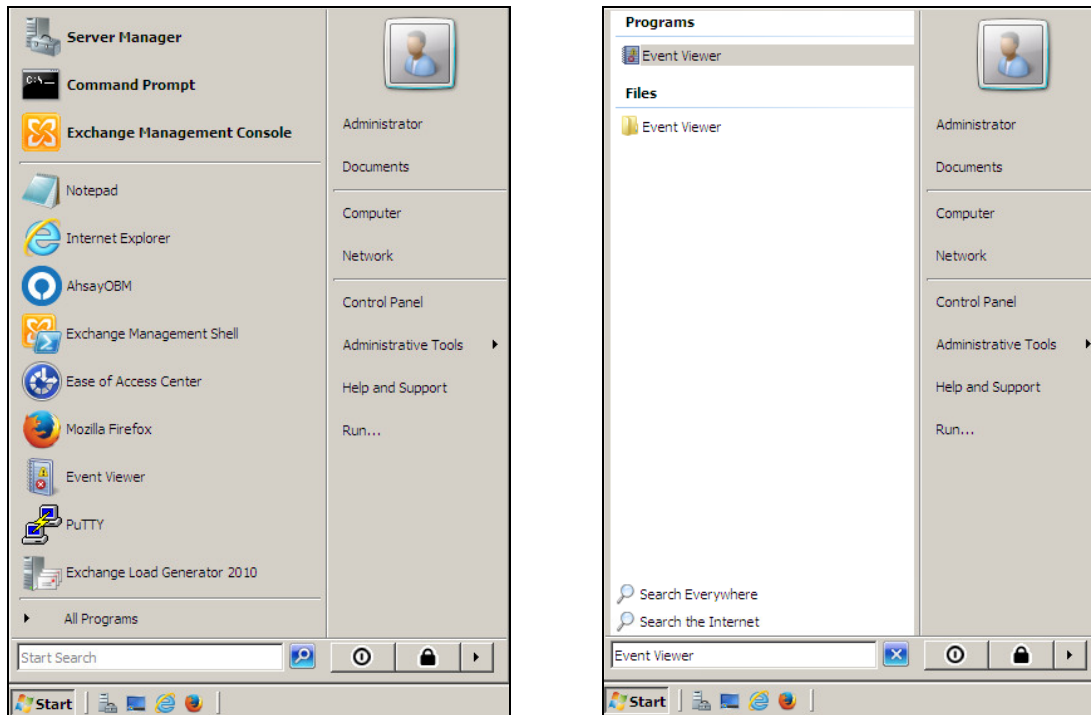 Server Manager
Command Prompt
Exchange Management Console
Notepad
Internet Explorer
AhsayOBM
Exchange Management Shell
Ease of Access Center
Mozilla Firefox
Event Viewer
PuTTY
Exchange Load Generator 2010
All Programs
Start Search
Administrator
Documents
Computer
Network
Control Panel
Administrative Tools
Help and Support
Run...
Start
Programs
Event Viewer
Files
Event Viewer
Search Everywhere
Search the Internet
Event Viewer
Administrator
Documents
Computer
Network
Control Panel
Administrative Tools
Help and Support
Run...
Start